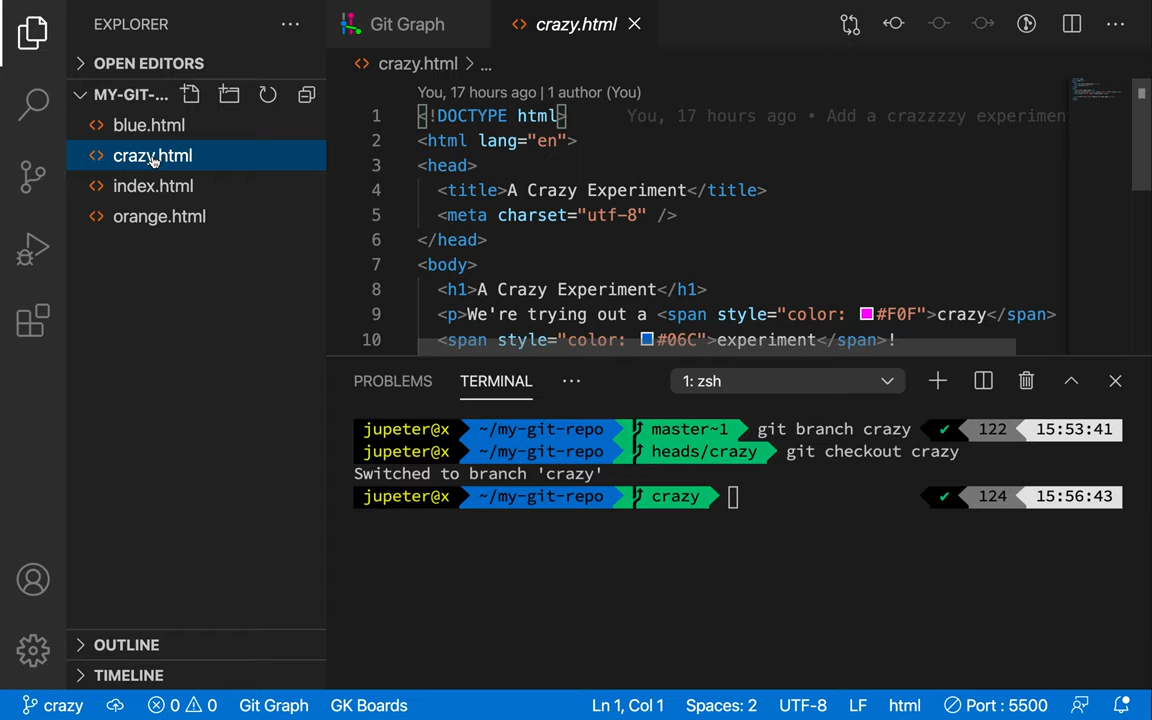 EXPLORER
Git Graph
crazy.html
OPEN EDITORS
crazy.html > ...
MY-GIT-...
You, 17 hours ago | 1 author (You)
blue.html
crazy.html
index.html
orange.html
1 <!DOCTYPE html> You, 17 hours ago • Add a crazzzzy experimen
2 <html lang="en">
3 <head>
4 <title>A Crazy Experiment</title>
5 <meta charset="utf-8" />
6 </head>
7 <body>
8 <h1>A Crazy Experiment</h1>
9 <p>We're trying out a <span style="color: #F0F">crazy</span>
10 <span style="color: #06C">experiment</span>!
PROBLEMS TERMINAL ... 1: zsh
jupeter@x ~/my-git-repo master~1 git branch crazy ✔ 122 15:53:41
jupeter@x ~/my-git-repo heads/crazy git checkout crazy
Switched to branch 'crazy'
jupeter@x ~/my-git-repo crazy ✔ 124 15:56:43
OUTLINE
TIMELINE
crazy 0 0 Git Graph GK Boards Ln 1, Col 1 Spaces: 2 UTF-8 LF html Port : 5500